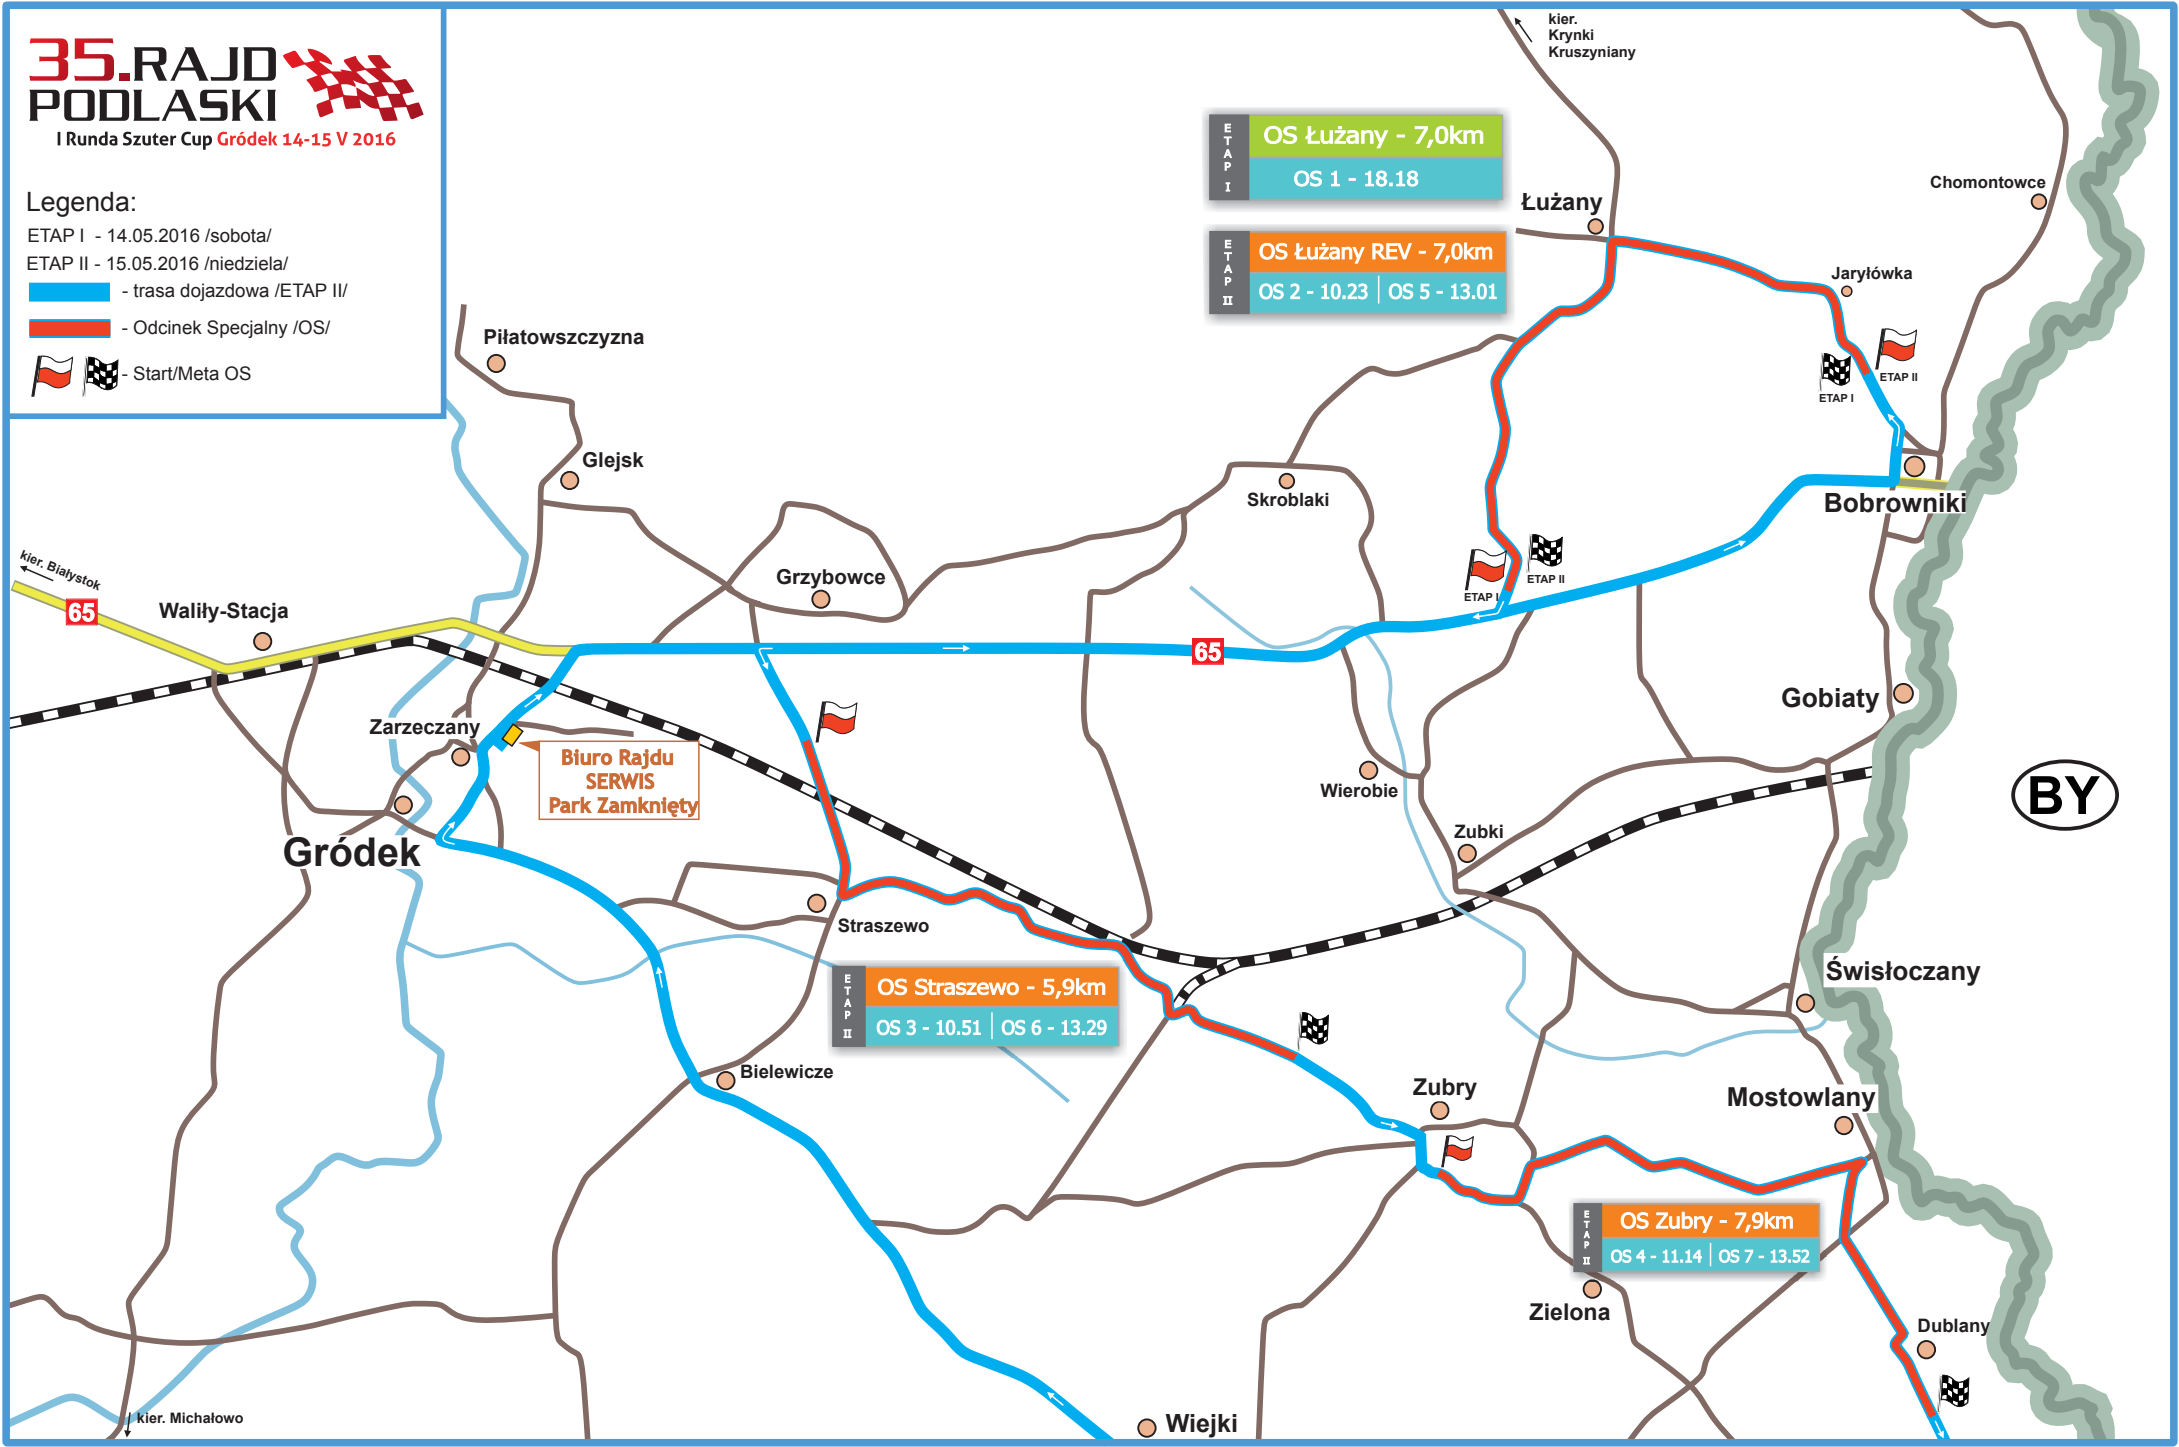 35.RAJD
PODLASKI
I Runda Szuter Cup Gródek 14-15 V 2016
Legenda:
ETAP I - 14.05.2016 /sobota/
ETAP II - 15.05.2016 /niedziela/
- trasa dojazdowa /ETAP II/
- Odcinek Specjalny /OS/
- Start/Meta OS
kier.
Krynki
Kruszyniany
ETAP I
OS Łużany - 7,0km
OS 1 - 18.18
ETAP II
OS Łużany REV - 7,0km
OS 2 - 10.23 | OS 5 - 13.01
Łużany
Chomontowce
Jaryłówka
ETAP II
ETAP I
Piłatowszczyzna
Glejsk
Skroblaki
Bobrowniki
kier. Białystok
65
Waliły-Stacja
Grzybowce
ETAP II
ETAP I
65
Zarzeczany
Biuro Rajdu
SERWIS
Park Zamknięty
Gobiaty
Wierobie
BY
Zubki
Gródek
Straszewo
ETAP II
OS Straszewo - 5,9km
OS 3 - 10.51 | OS 6 - 13.29
Świsłoczany
Bielewicze
Zubry
Mostowlany
ETAP II
OS Zubry - 7,9km
OS 4 - 11.14 | OS 7 - 13.52
Zielona
Dublany
kier. Michałowo
Wiejki